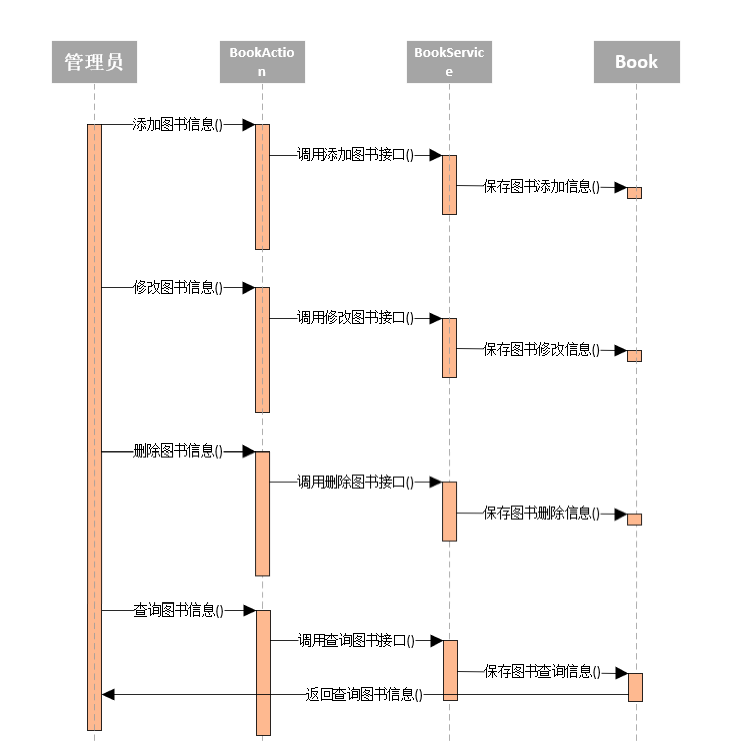 管理员
BookActio
n
BookServic
e
Book
添加图书信息()
调用添加图书接口()
保存图书添加信息()
修改图书信息()
调用修改图书接口()
保存图书修改信息()
删除图书信息()
调用删除图书接口()
保存图书删除信息()
查询图书信息()
调用查询图书接口()
保存图书查询信息()
返回查询图书信息()